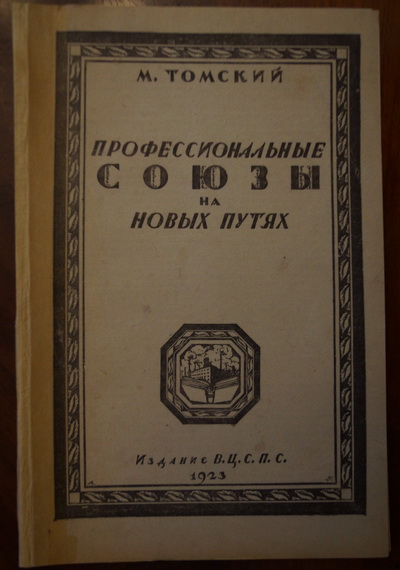 М. ТОМСКИЙ
ПРОФЕССИОНАЛЬНЫЕ
СОЮЗЫ
НА
НОВЫХ ПУТЯХ
Издание В.Ц.С.П.С.
1923